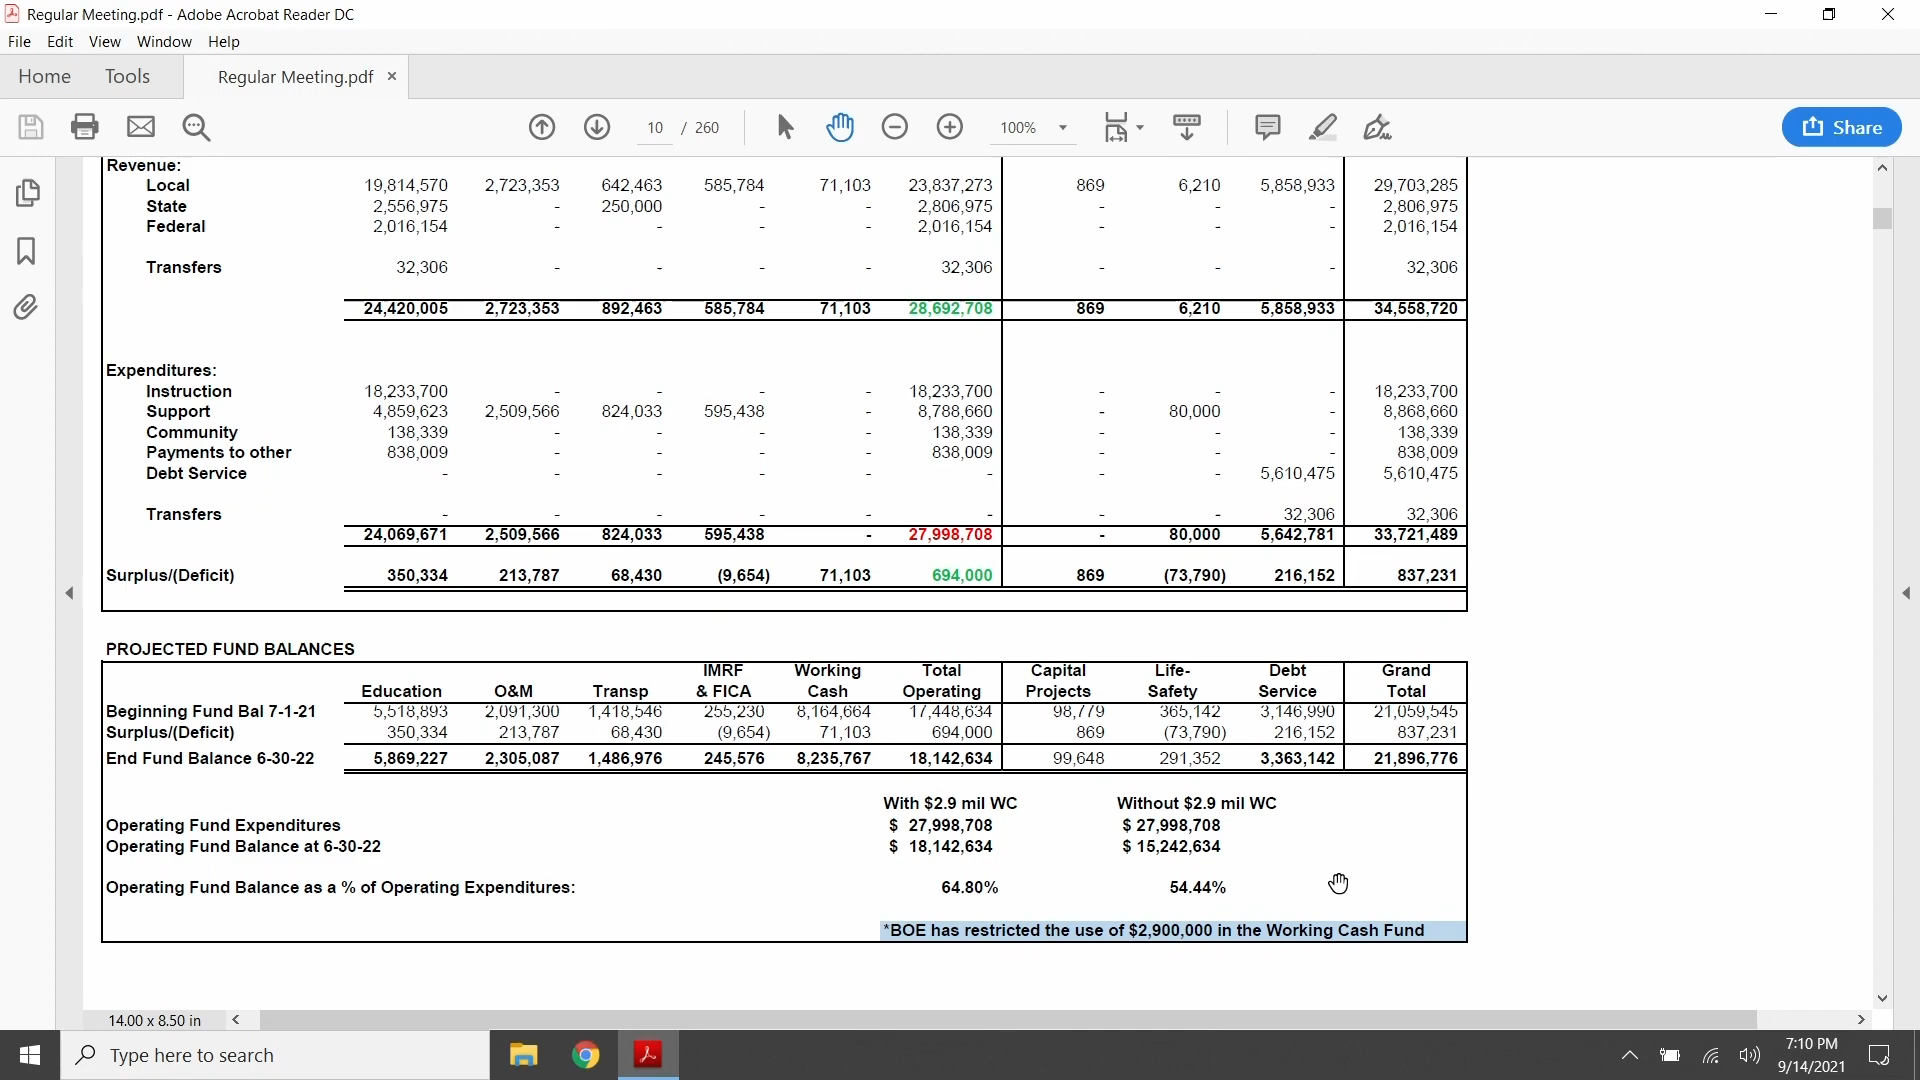 Regular Meeting.pdf - Adobe Acrobat Reader DC
File Edit View Window Help
Home Tools Regular Meeting.pdf ×
10 / 260 100% Share
Revenue:
Local 19,814,570 2,723,353 642,463 585,784 71,103 23,837,273 869 6,210 5,858,933 29,703,285
State 2,556,975 - 250,000 - - 2,806,975 - - - 2,806,975
Federal 2,016,154 - - - - 2,016,154 - - - 2,016,154
Transfers 32,306 - - - - 32,306 - - - 32,306
24,420,005 2,723,353 892,463 585,784 71,103 28,692,708 869 6,210 5,858,933 34,558,720
Expenditures:
Instruction 18,233,700 - - - - 18,233,700 - - - 18,233,700
Support 4,859,623 2,509,566 824,033 595,438 - 8,788,660 - 80,000 - 8,868,660
Community 138,339 - - - - 138,339 - - - 138,339
Payments to other 838,009 - - - - 838,009 - - - 838,009
Debt Service - - - - - - - - 5,610,475 5,610,475
Transfers - - - - - - - - 32,306 32,306
24,069,671 2,509,566 824,033 595,438 - 27,998,708 - 80,000 5,642,781 33,721,489
Surplus/(Deficit) 350,334 213,787 68,430 (9,654) 71,103 694,000 869 (73,790) 216,152 837,231
PROJECTED FUND BALANCES
IMRF Working Total Capital Life- Debt Grand
Education O&M Transp & FICA Cash Operating Projects Safety Service Total
Beginning Fund Bal 7-1-21 5,518,893 2,091,300 1,418,546 255,230 8,164,664 17,448,634 98,779 365,142 3,146,990 21,059,545
Surplus/(Deficit) 350,334 213,787 68,430 (9,654) 71,103 694,000 869 (73,790) 216,152 837,231
End Fund Balance 6-30-22 5,869,227 2,305,087 1,486,976 245,576 8,235,767 18,142,634 99,648 291,352 3,363,142 21,896,776
With $2.9 mil WC Without $2.9 mil WC
Operating Fund Expenditures $ 27,998,708 $ 27,998,708
Operating Fund Balance at 6-30-22 $ 18,142,634 $ 15,242,634
Operating Fund Balance as a % of Operating Expenditures: 64.80% 54.44%
*BOE has restricted the use of $2,900,000 in the Working Cash Fund
14.00 x 8.50 in
Type here to search
7:10 PM
9/14/2021